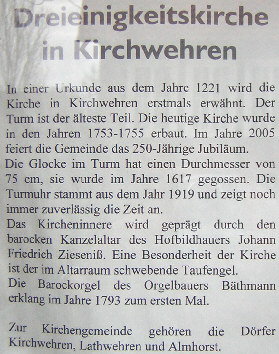 Dreieinigkeitskirche
in Kirchwehren
In einer Urkunde aus dem Jahre 1221 wird die
Kirche in Kirchwehren erstmals erwähnt. Der
Turm ist der älteste Teil. Die heutige Kirche wurde
in den Jahren 1753-1755 erbaut. Im Jahre 2005
feiert die Gemeinde das 250-Jährige Jubiläum.
Die Glocke im Turm hat einen Durchmesser von
75 cm, sie wurde im Jahre 1617 gegossen. Die
Turmuhr stammt aus dem Jahr 1919 und zeigt noch
immer zuverlässig die Zeit an.
Das Kircheninnere wird geprägt durch den
barocken Kanzelaltar des Hofbildhauers Johann
Friedrich Zieseniß. Eine Besonderheit der Kirche
ist der im Altarraum schwebende Taufengel.
Die Barockorgel des Orgelbauers Bäthmann
erklang im Jahre 1793 zum ersten Mal.
Zur Kirchengemeinde gehören die Dörfer
Kirchwehren, Lathwehren und Almhorst.